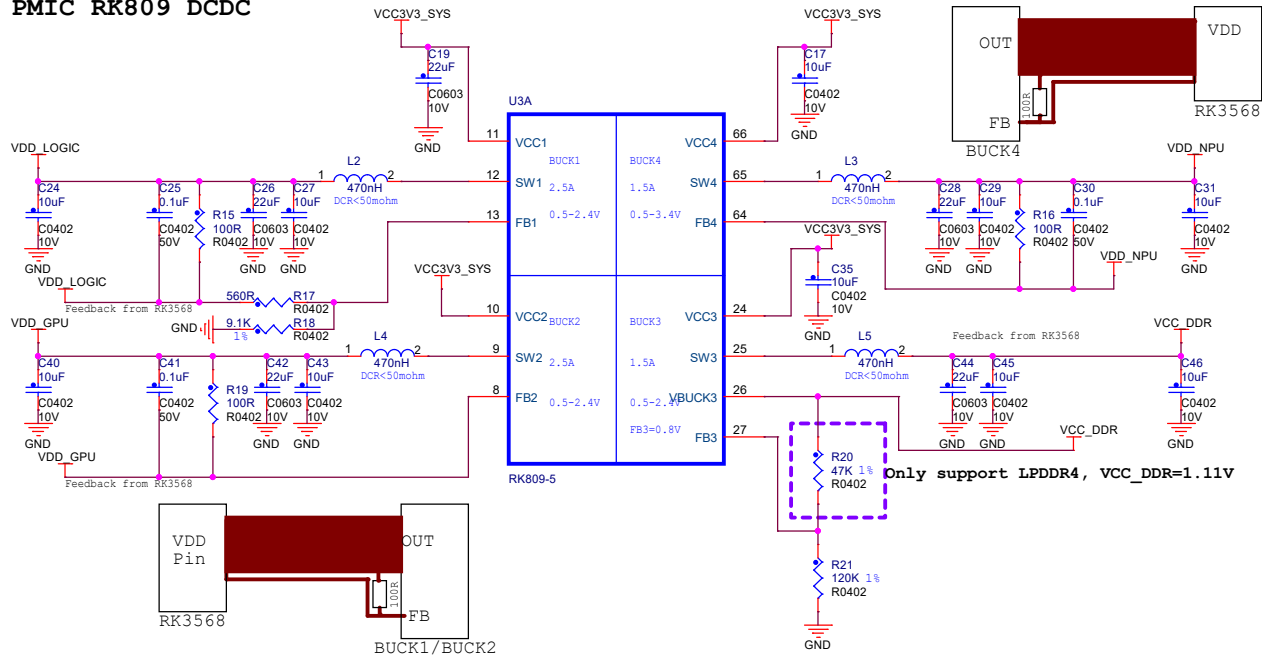 PMIC RK809 DCDC
VCC3V3_SYS
C19
22uF
C0603
10V
GND
VCC3V3_SYS
C17
10uF
C0402
10V
GND
OUT
VDD
100R
FB
RK3568
BUCK4
U3A
11
VCC1
12
SW1
13
FB1
BUCK1
2.5A
0.5-2.4V
BUCK4
1.5A
0.5-3.4V
VCC4
66
SW4
65
FB4
64
10
VCC2
9
SW2
8
FB2
BUCK2
2.5A
0.5-2.4V
BUCK3
1.5A
0.5-2.4V
FB3=0.8V
VCC3
24
SW3
25
VBUCK3
26
FB3
27
RK809-5
VDD_LOGIC
C24
10uF
C0402
10V
GND
C25
0.1uF
C0402
50V
R15
100R
R0402
C26
22uF
C0603
10V
GND
C27
10uF
C0402
10V
GND
L2
1
2
470nH
DCR<50mohm
VDD_LOGIC
Feedback from RK3568
560R
R17
R0402
GND
9.1K
1%
R18
R0402
L3
1
2
470nH
DCR<50mohm
C28
22uF
C0603
10V
GND
C29
10uF
C0402
10V
GND
R16
100R
R0402
C30
0.1uF
C0402
50V
VDD_NPU
C31
10uF
C0402
10V
GND
VDD_NPU
VCC3V3_SYS
VCC3V3_SYS
C35
10uF
C0402
10V
GND
VDD_GPU
C40
10uF
C0402
10V
GND
C41
0.1uF
C0402
50V
R19
100R
R0402
C42
22uF
C0603
10V
GND
C43
10uF
C0402
10V
GND
L4
1
2
470nH
DCR<50mohm
VDD_GPU
Feedback from RK3568
L5
1
2
470nH
DCR<50mohm
Feedback from RK3568
VCC_DDR
C44
22uF
C0603
10V
GND
C45
10uF
C0402
10V
GND
C46
10uF
C0402
10V
GND
VCC_DDR
R20
47K 1%
R0402
Only support LPDDR4, VCC_DDR=1.11V
R21
120K 1%
R0402
GND
VDD
Pin
OUT
100R
FB
RK3568
BUCK1/BUCK2